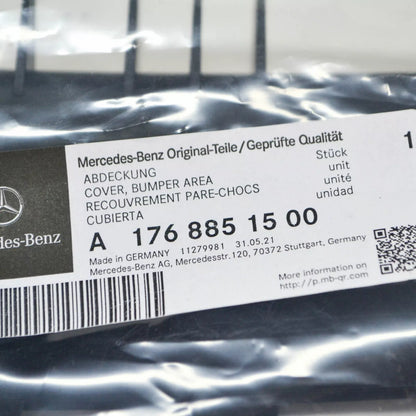 Mercedes-Benz Original-Teile/Geprüfte Qualität
ABDECKUNG
COVER, BUMPER AREA
RECOUVREMENT PARE-CHOCS
CUBIERTA
Stück
unit
unité
unidad
1
A 176 885 15 00
Made in GERMANY 11279981 31.05.21
Mercedes-Benz AG, Mercedesstr.120, 70372 Stuttgart, Germany
des-Benz
More information on
http://p.mb-qr.com/